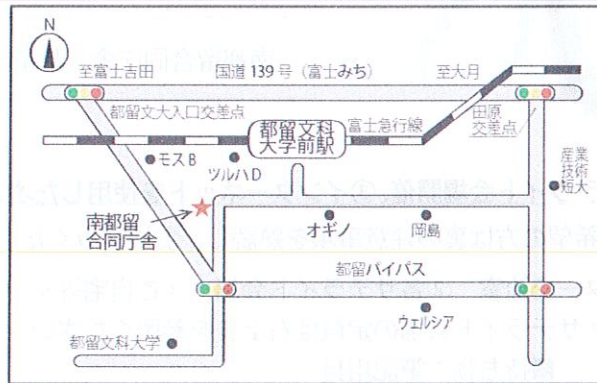 N
至富士吉田
国道 139 号（富士みち）
至大月
都留文大入口交差点
田原
交差点
都留文科
大学前駅
富士急行線
モスB
ツルハD
産業
技術
短大
南都留
合同庁舎
オギノ
岡島
都留バイパス
ウェルシア
都留文科大学